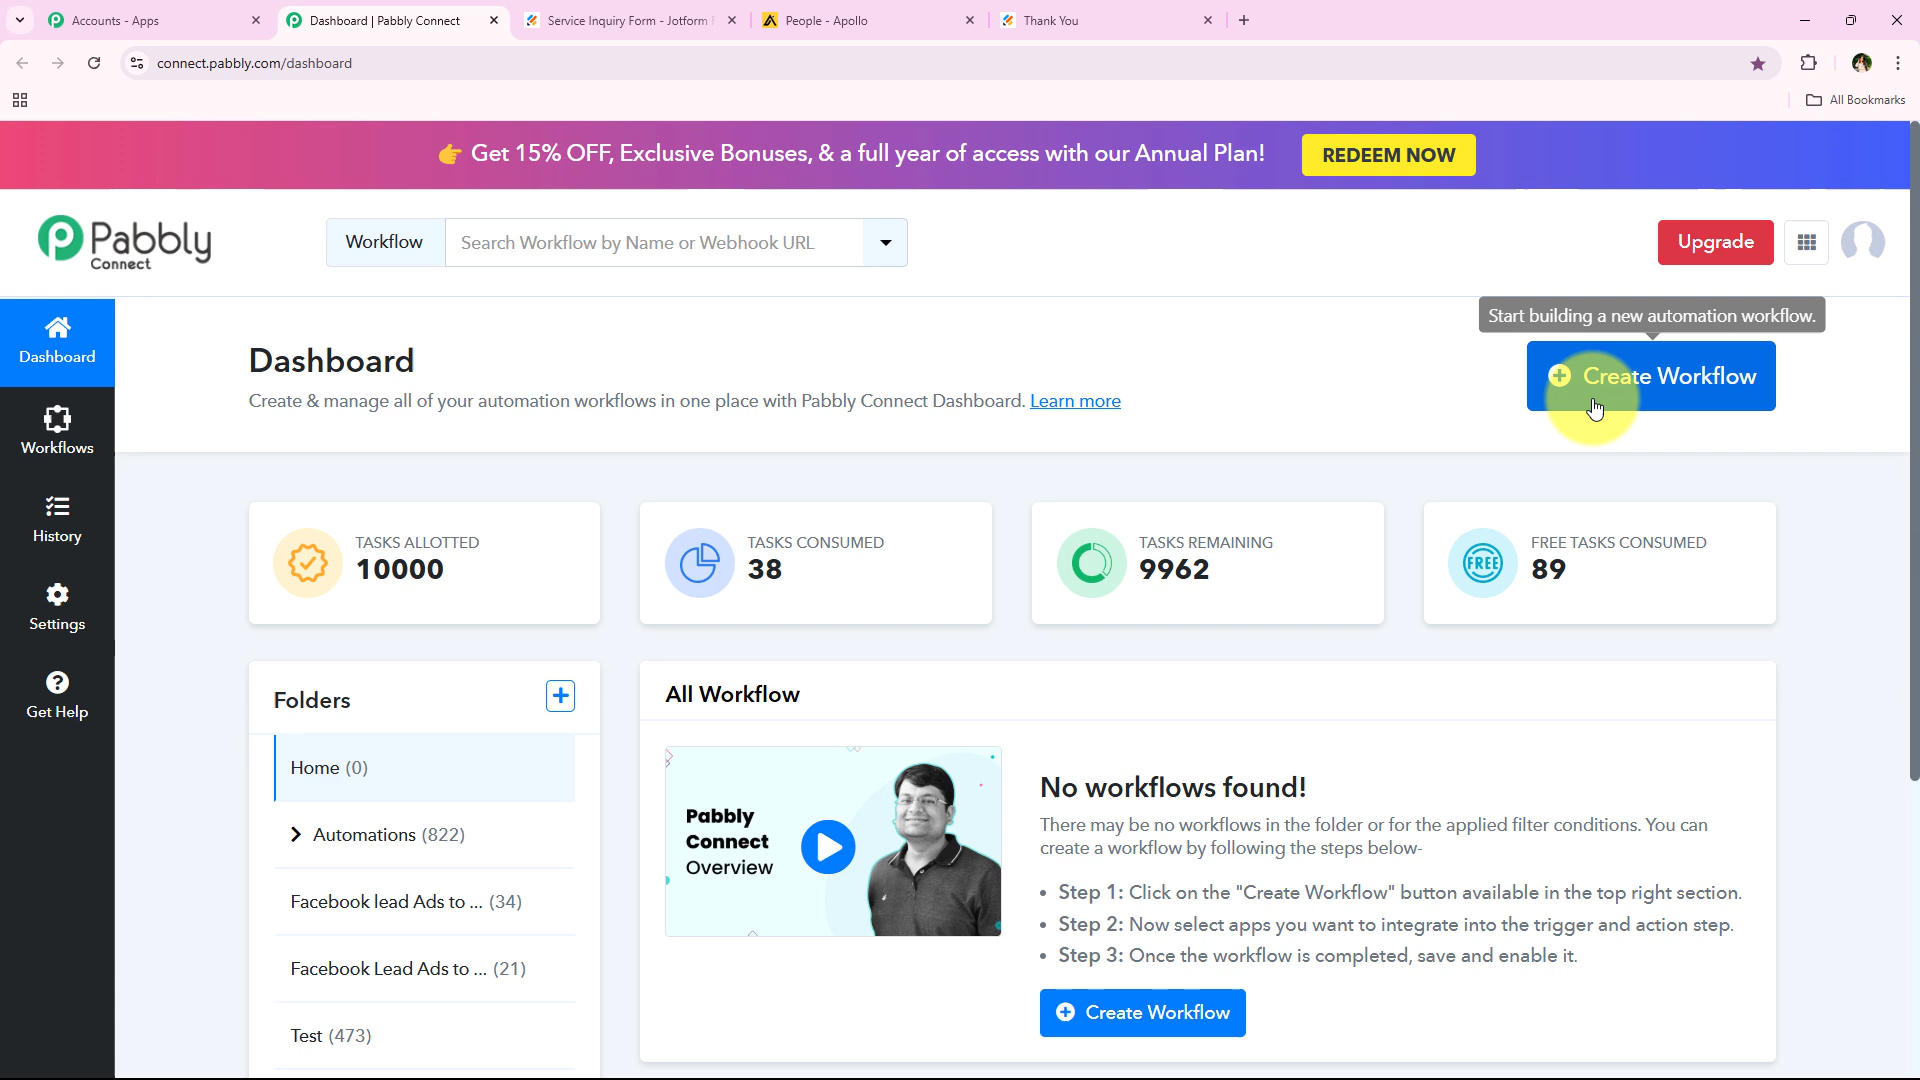 Accounts - Apps
Dashboard | Pabbly Connect
Service Inquiry Form - Jotform
People - Apollo
Thank You
connect.pabbly.com/dashboard
All Bookmarks
Get 15% OFF, Exclusive Bonuses, & a full year of access with our Annual Plan!
REDEEM NOW
Pabbly
Connect
Workflow
Search Workflow by Name or Webhook URL
Upgrade
Start building a new automation workflow.
Dashboard
Create Workflow
Create & manage all of your automation workflows in one place with Pabbly Connect Dashboard. Learn more
Dashboard
Workflows
History
Settings
Get Help
TASKS ALLOTTED
10000
TASKS CONSUMED
38
TASKS REMAINING
9962
FREE
FREE TASKS CONSUMED
89
Folders
Home (0)
Automations (822)
Facebook lead Ads to ... (34)
Facebook Lead Ads to ... (21)
Test (473)
All Workflow
Pabbly
Connect
Overview
No workflows found!
There may be no workflows in the folder or for the applied filter conditions. You can
create a workflow by following the steps below-
• Step 1: Click on the "Create Workflow" button available in the top right section.
• Step 2: Now select apps you want to integrate into the trigger and action step.
• Step 3: Once the workflow is completed, save and enable it.
Create Workflow